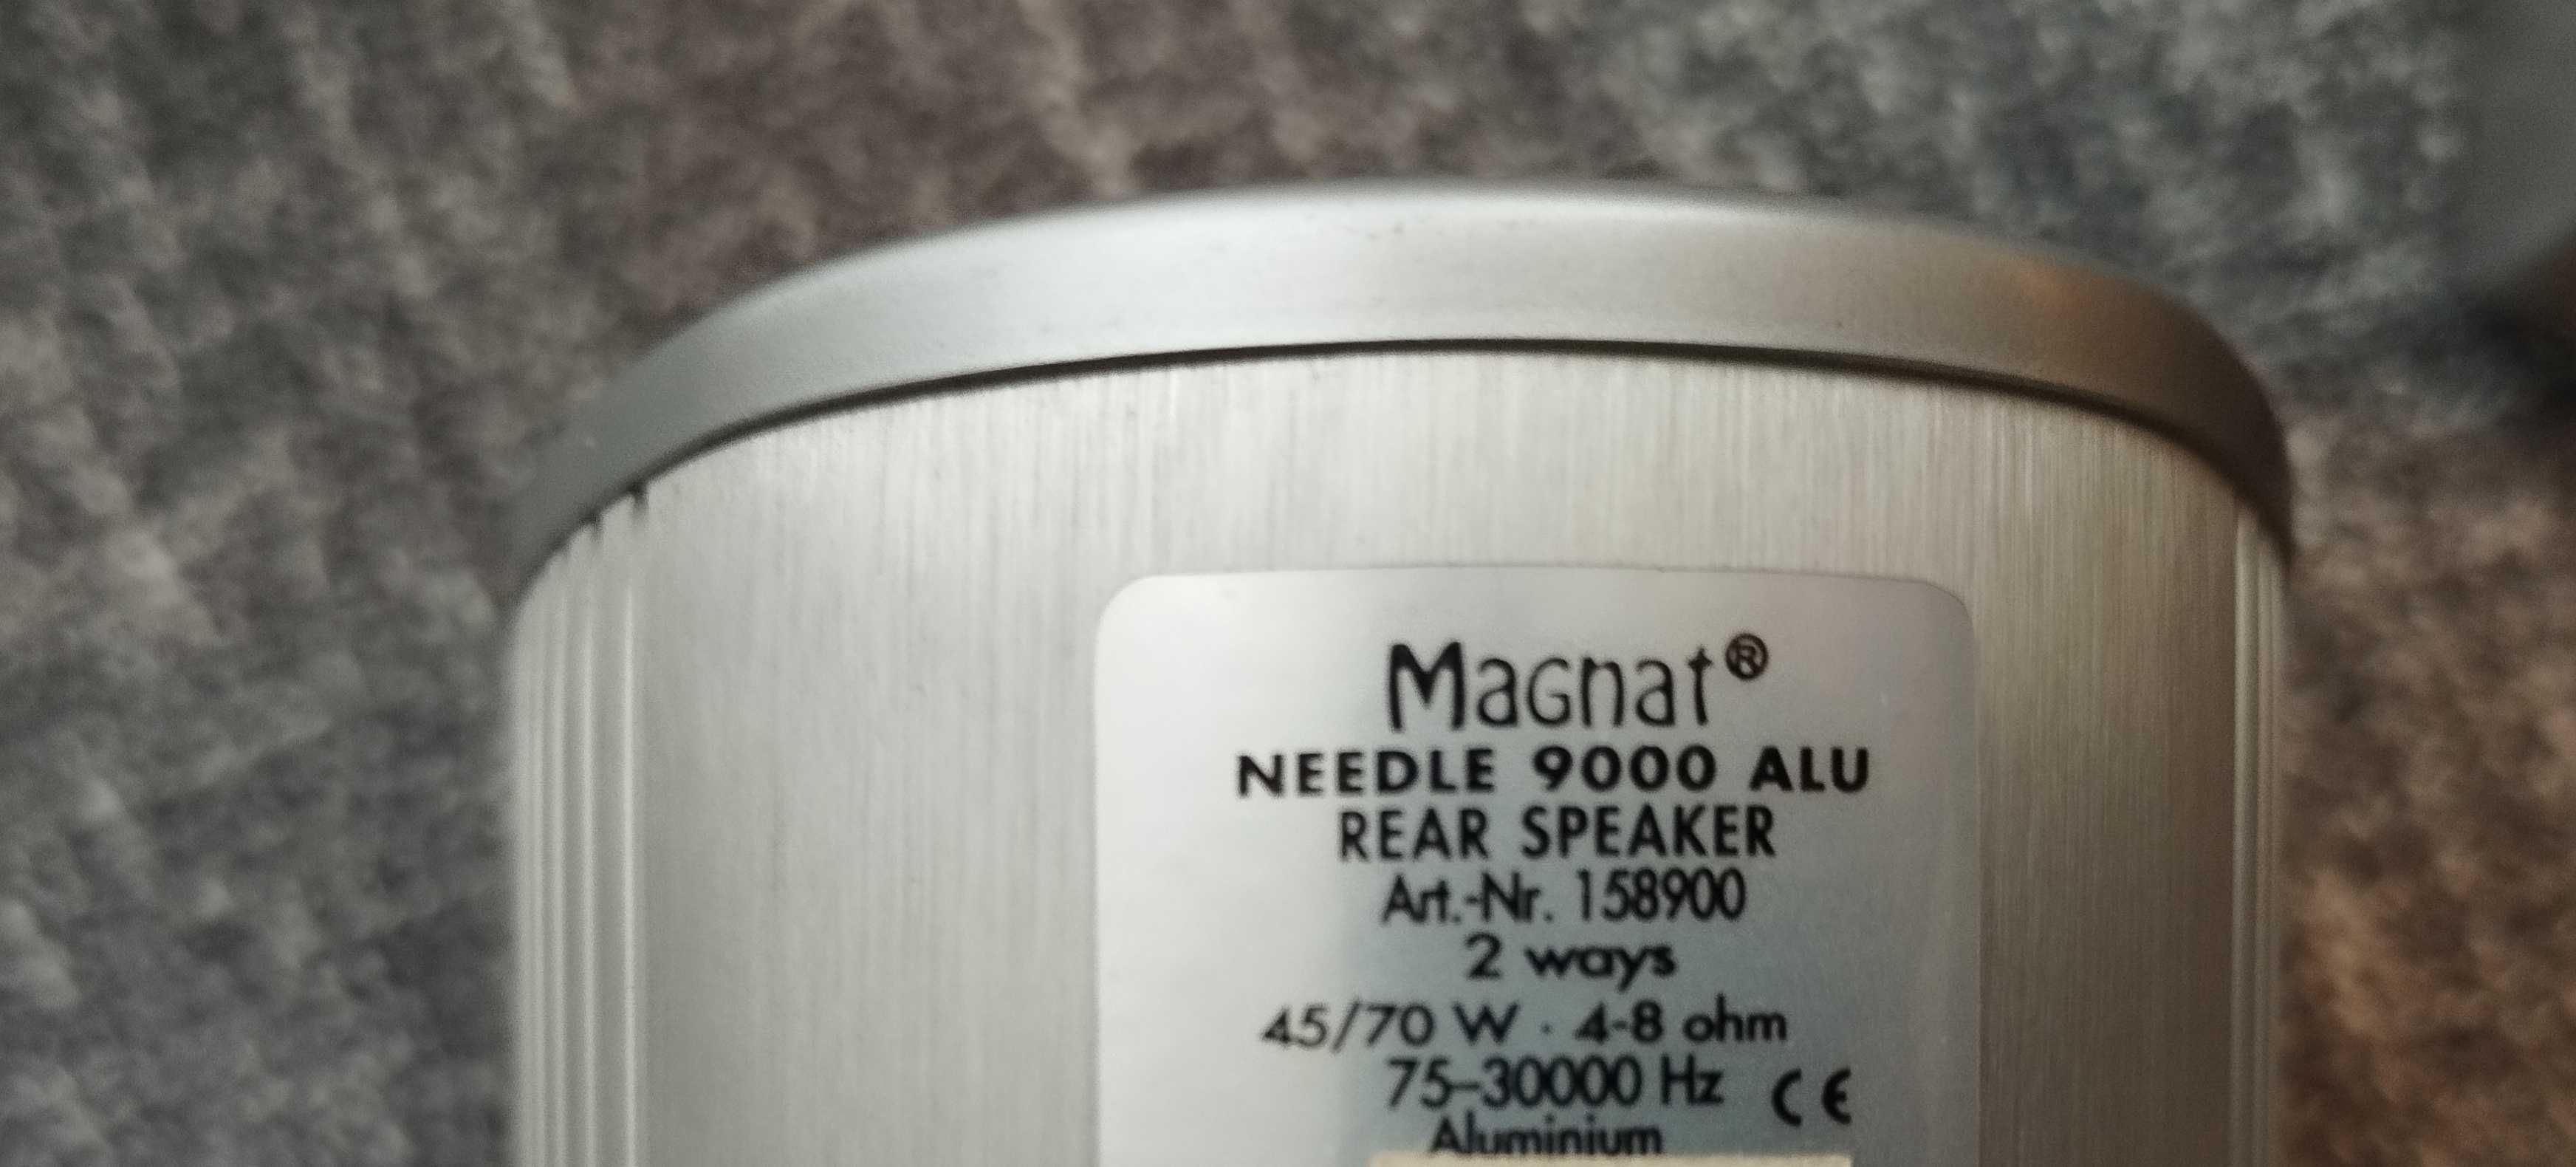 Magnat®
NEEDLE 9000 ALU
REAR SPEAKER
Art.-Nr. 158900
2 ways
45/70 W · 4-8 ohm
75–30000 Hz CE
Aluminium